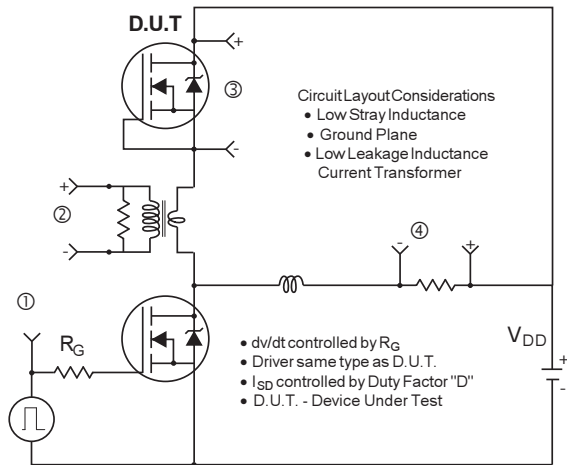 D.U.T
+
③
-
Circuit Layout Considerations
• Low Stray Inductance
• Ground Plane
• Low Leakage Inductance
Current Transformer
+
②
-
- ④ +
①
RG
VDD
+
-
• dv/dt controlled by RG
• Driver same type as D.U.T.
• ISD controlled by Duty Factor "D"
• D.U.T. - Device Under Test